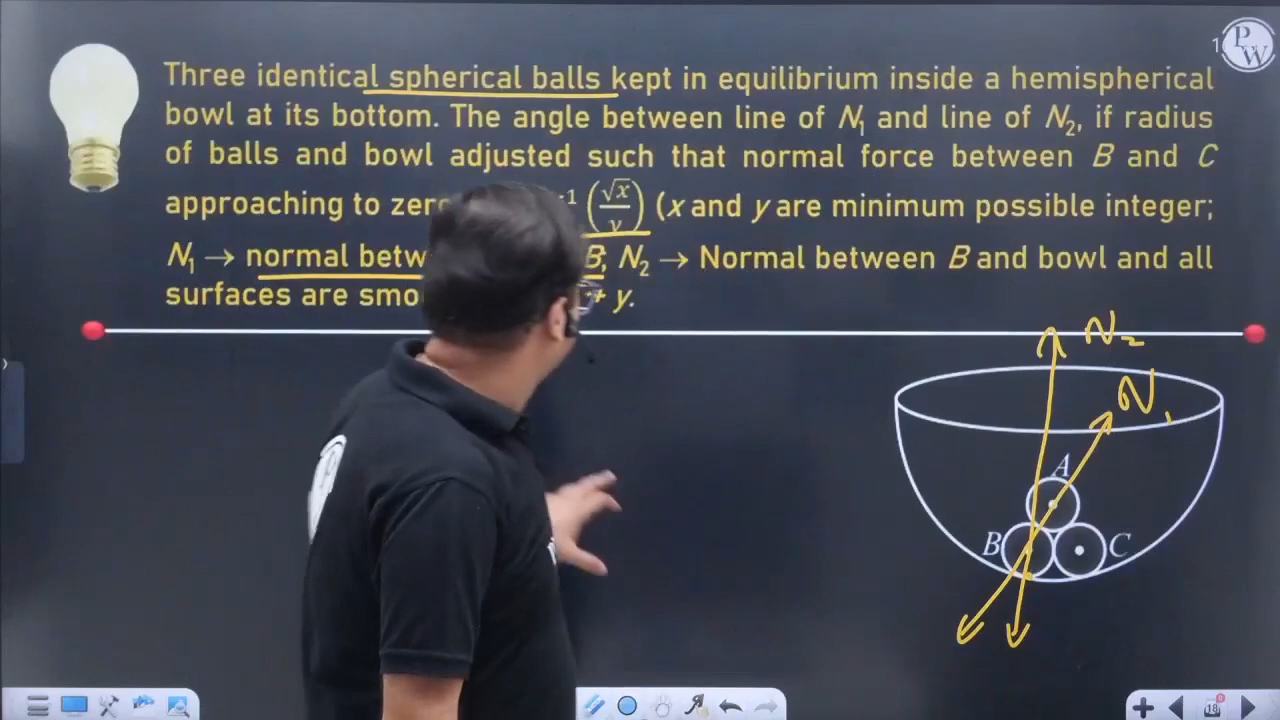 Three identical spherical balls kept in equilibrium inside a hemispherical
bowl at its bottom. The angle between line of N₁ and line of N₂, if radius
of balls and bowl adjusted such that normal force between B and C
approaching to zer ⁻¹ (√x/y) (x and y are minimum possible integer;
N₁ → normal betw B; N₂ → Normal between B and bowl and all
surfaces are smo + y.
PW
N₂
N₁
A
B
C
18